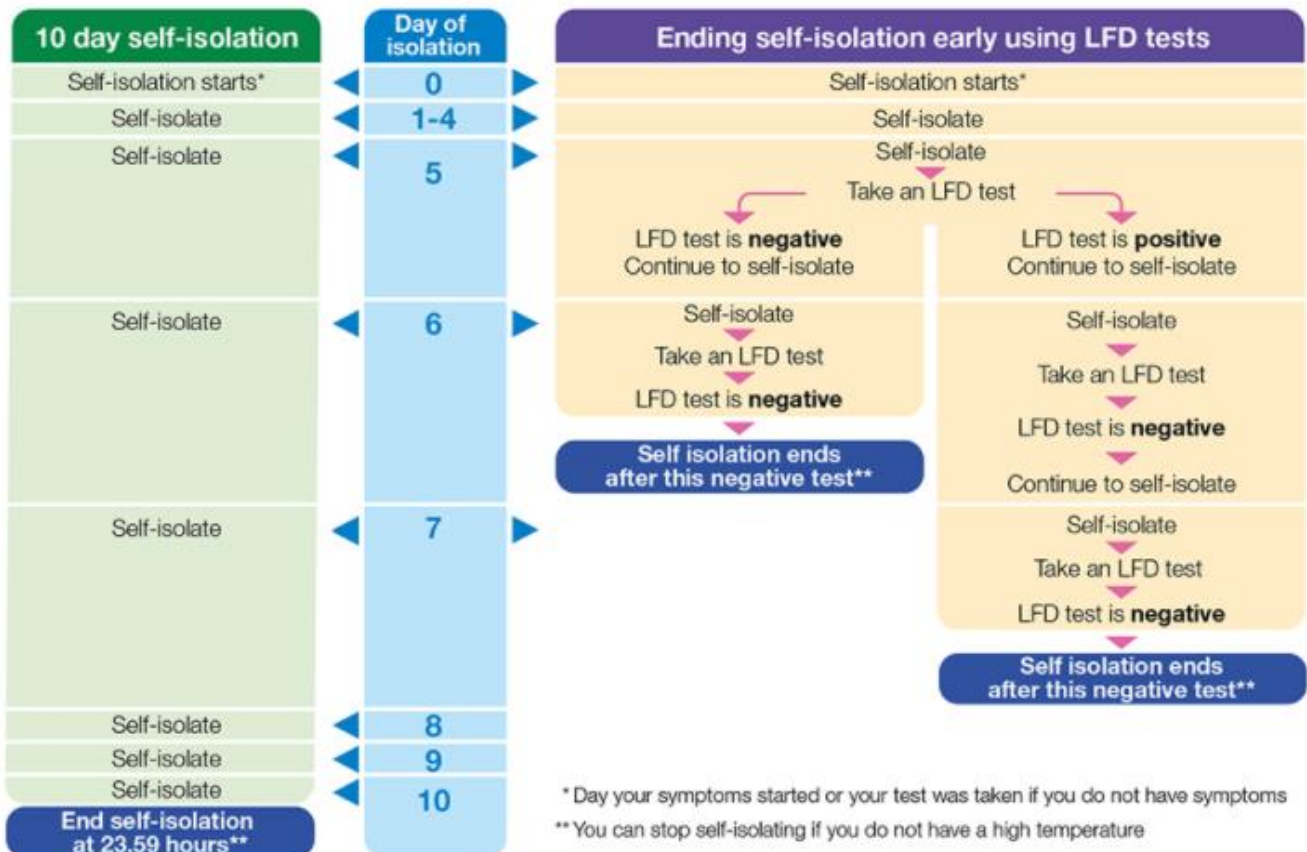 10 day self-isolation
Day of
isolation
Ending self-isolation early using LFD tests
Self-isolation starts*
0
Self-isolation starts*
Self-isolate
1-4
Self-isolate
Self-isolate
5
Self-isolate
Take an LFD test
LFD test is negative
Continue to self-isolate
LFD test is positive
Continue to self-isolate
Self-isolate
6
Self-isolate
Take an LFD test
LFD test is negative
Self isolation ends
after this negative test**
Self-isolate
Take an LFD test
LFD test is negative
Continue to self-isolate
Self-isolate
7
Self-isolate
Take an LFD test
LFD test is negative
Self isolation ends
after this negative test**
Self-isolate
8
Self-isolate
9
Self-isolate
10
End self-isolation
at 23.59 hours**
* Day your symptoms started or your test was taken if you do not have symptoms
** You can stop self-isolating if you do not have a high temperature